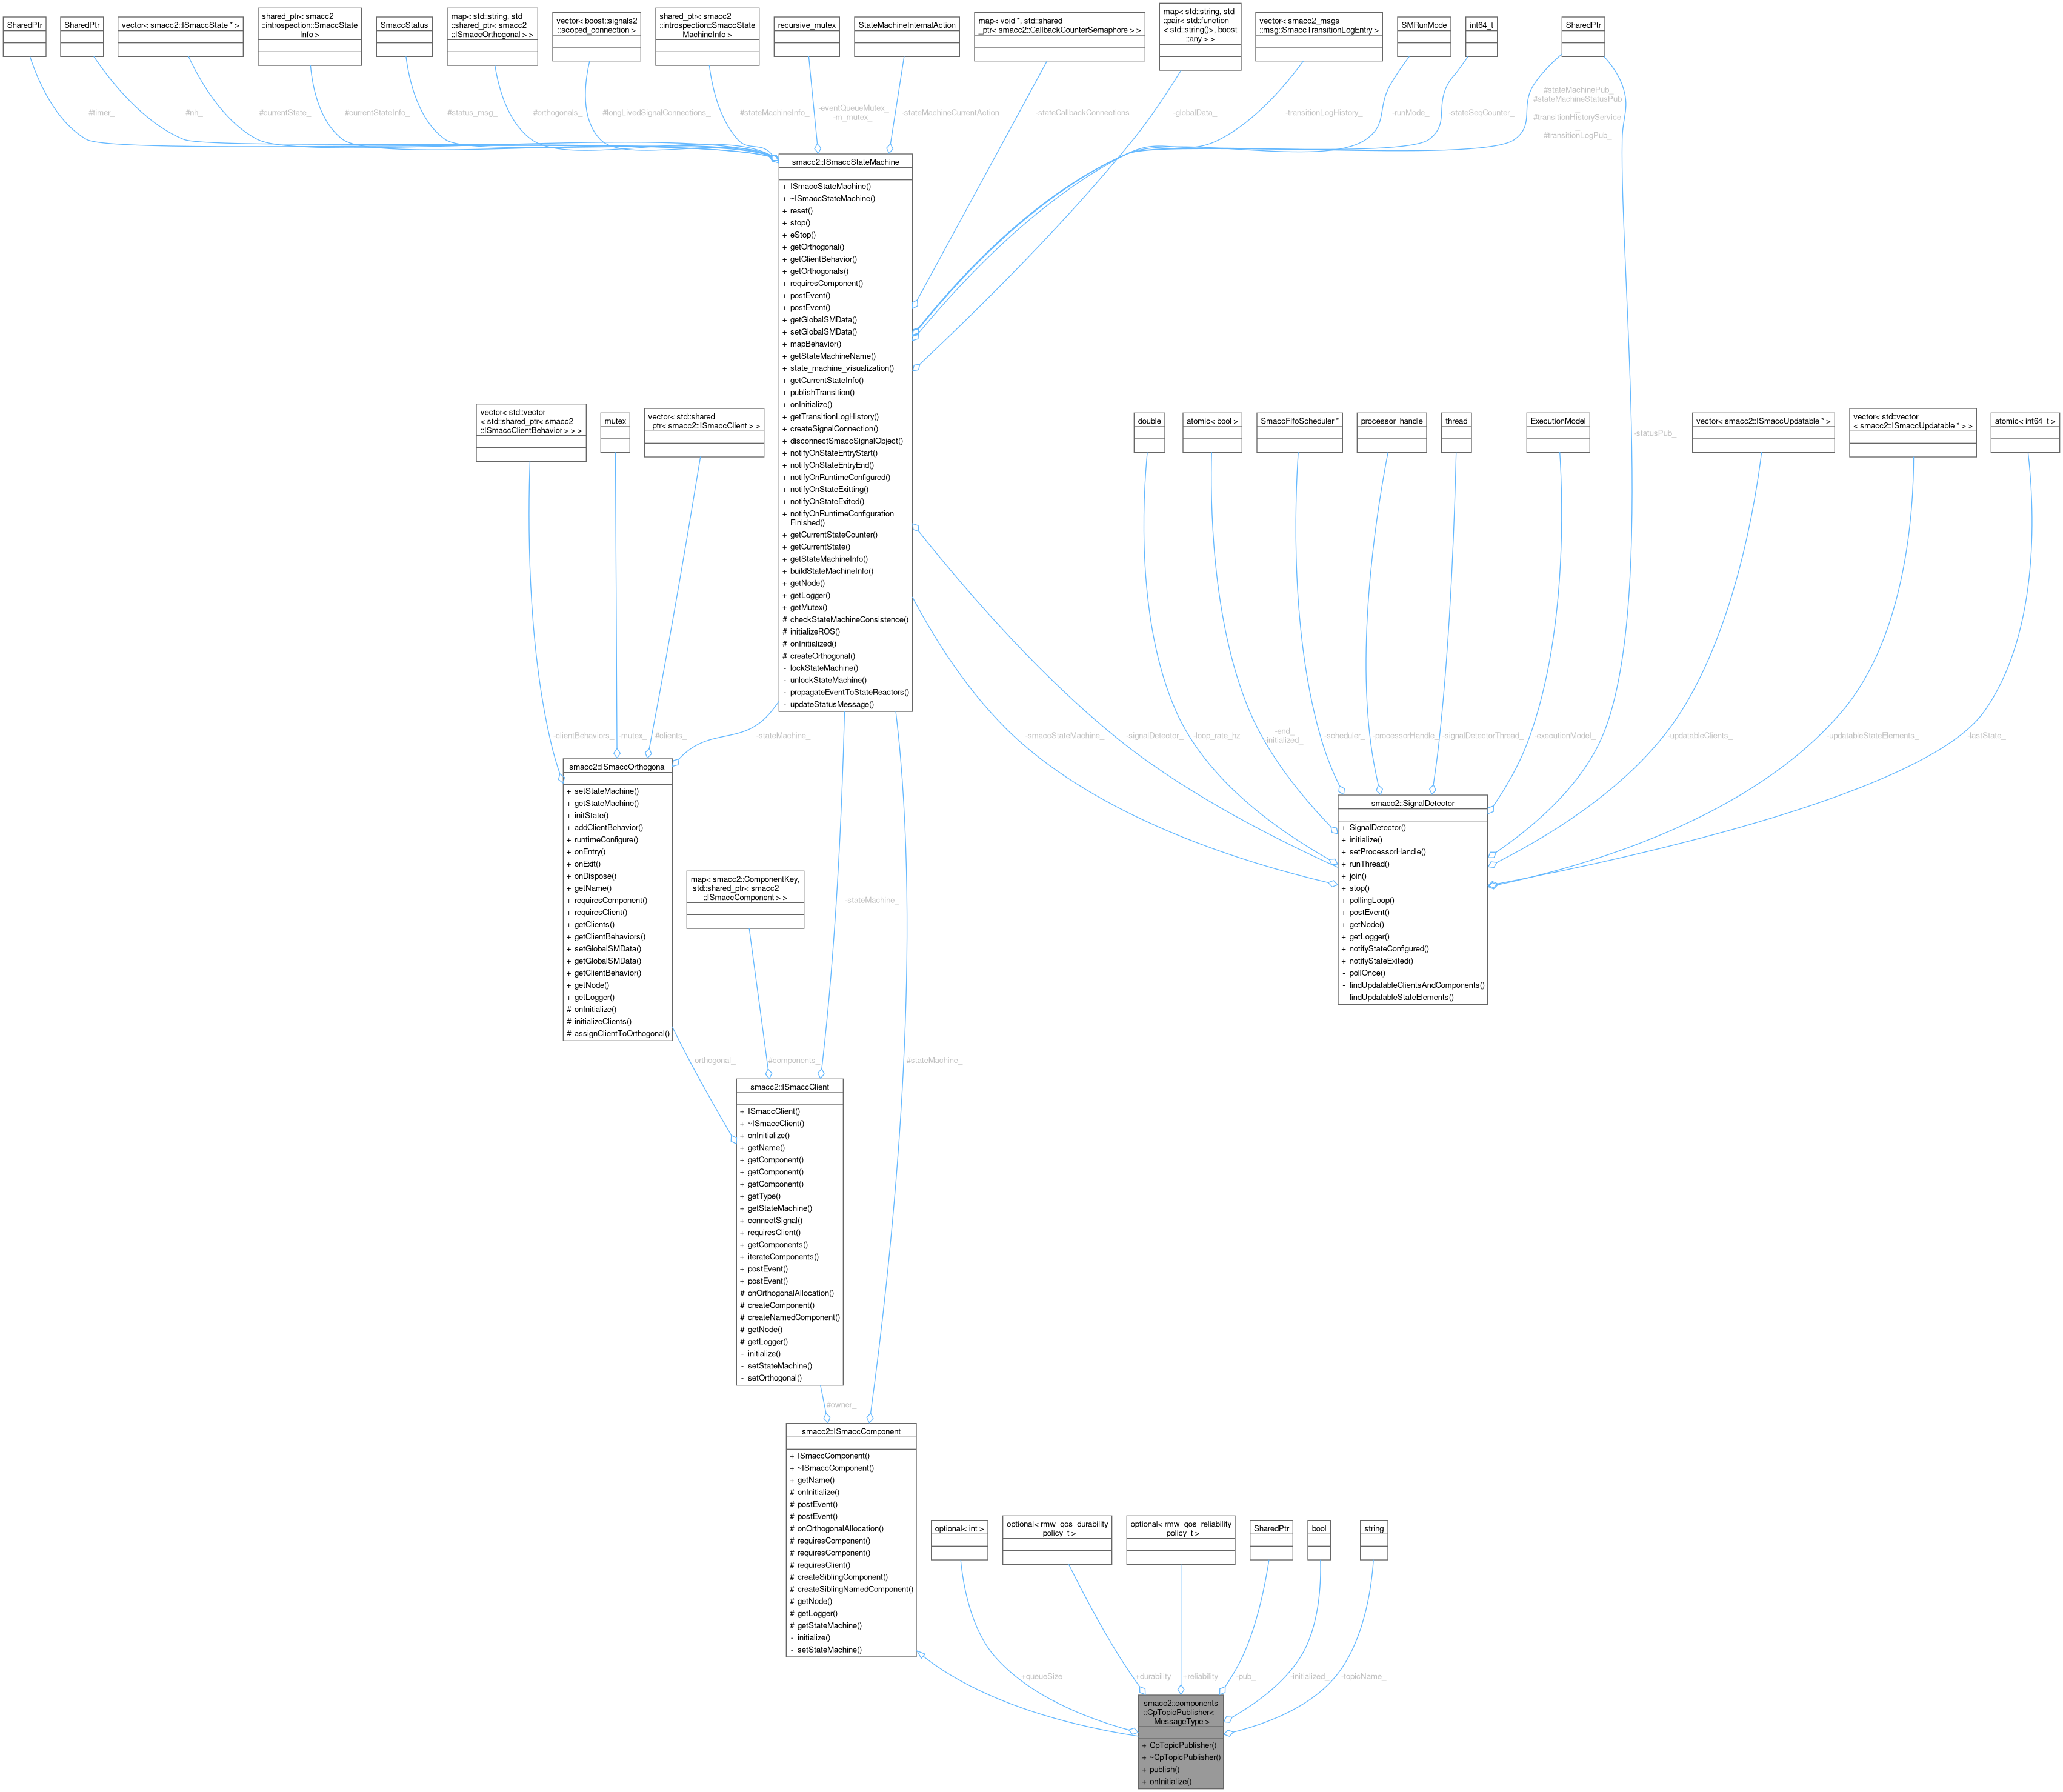 SharedPtr
SharedPtr
vector< smacc2::ISmaccState * >
shared_ptr< smacc2
::introspection::SmaccState
Info >
SmaccStatus
map< std::string, std
::shared_ptr< smacc2
::ISmaccOrthogonal > >
vector< boost::signals2
::scoped_connection >
shared_ptr< smacc2
::introspection::SmaccState
MachineInfo >
recursive_mutex
StateMachineInternalAction
map< void *, std::shared
_ptr< smacc2::CallbackCounterSemaphore > >
map< std::string, std
::pair< std::function
< std::string()>, boost
::any > >
vector< smacc2_msgs
::msg::SmaccTransitionLogEntry >
SMRunMode
int64_t
SharedPtr
#timer_
#nh_
#currentState_
#currentStateInfo_
#status_msg_
#orthogonals_
#longLivedSignalConnections_
#stateMachineInfo_
-eventQueueMutex_
-m_mutex_
-stateMachineCurrentAction
-stateCallbackConnections
-globalData_
-transitionLogHistory_
-runMode_
-stateSeqCounter_
#stateMachinePub_
#stateMachineStatusPub
_
#transitionHistoryService
_
#transitionLogPub_
smacc2::ISmaccStateMachine
+ ISmaccStateMachine()
+ ~ISmaccStateMachine()
+ reset()
+ stop()
+ eStop()
+ getOrthogonal()
+ getClientBehavior()
+ getOrthogonals()
+ requiresComponent()
+ postEvent()
+ postEvent()
+ getGlobalSMData()
+ setGlobalSMData()
+ mapBehavior()
+ getStateMachineName()
+ state_machine_visualization()
+ getCurrentStateInfo()
+ publishTransition()
+ onInitialize()
+ getTransitionLogHistory()
+ createSignalConnection()
+ disconnectSmaccSignalObject()
+ notifyOnStateEntryStart()
+ notifyOnStateEntryEnd()
+ notifyOnRuntimeConfigured()
+ notifyOnStateExitting()
+ notifyOnStateExited()
+ notifyOnRuntimeConfiguration
Finished()
+ getCurrentStateCounter()
+ getCurrentState()
+ getStateMachineInfo()
+ buildStateMachineInfo()
+ getNode()
+ getLogger()
+ getMutex()
# checkStateMachineConsistence()
# initializeROS()
# onInitialized()
# createOrthogonal()
- lockStateMachine()
- unlockStateMachine()
- propagateEventToStateReactors()
- updateStatusMessage()
vector< std::vector
< std::shared_ptr< smacc2
::ISmaccClientBehavior > > >
mutex
vector< std::shared
_ptr< smacc2::ISmaccClient > >
double
atomic< bool >
SmaccFifoScheduler *
processor_handle
thread
ExecutionModel
-statusPub_
vector< smacc2::ISmaccUpdatable * >
vector< std::vector
< smacc2::ISmaccUpdatable * > >
atomic< int64_t >
-clientBehaviors_
-mutex_
#clients_
-stateMachine_
-smaccStateMachine_
-signalDetector_
-loop_rate_hz
-end_
-initialized_
-scheduler_
-processorHandle_
-signalDetectorThread_
-executionModel_
-updatableClients_
-updatableStateElements_
-lastState_
smacc2::ISmaccOrthogonal
+ setStateMachine()
+ getStateMachine()
+ initState()
+ addClientBehavior()
+ runtimeConfigure()
+ onEntry()
+ onExit()
+ onDispose()
+ getName()
+ requiresComponent()
+ requiresClient()
+ getClients()
+ getClientBehaviors()
+ setGlobalSMData()
+ getGlobalSMData()
+ getClientBehavior()
+ getNode()
+ getLogger()
# onInitialize()
# initializeClients()
# assignClientToOrthogonal()
smacc2::SignalDetector
+ SignalDetector()
+ initialize()
+ setProcessorHandle()
+ runThread()
+ join()
+ stop()
+ pollingLoop()
+ postEvent()
+ getNode()
+ getLogger()
+ notifyStateConfigured()
+ notifyStateExited()
- pollOnce()
- findUpdatableClientsAndComponents()
- findUpdatableStateElements()
map< smacc2::ComponentKey,
std::shared_ptr< smacc2
::ISmaccComponent > >
-stateMachine_
-orthogonal_
#components_
#stateMachine_
smacc2::ISmaccClient
+ ISmaccClient()
+ ~ISmaccClient()
+ onInitialize()
+ getName()
+ getComponent()
+ getComponent()
+ getComponent()
+ getType()
+ getStateMachine()
+ connectSignal()
+ requiresClient()
+ getComponents()
+ iterateComponents()
+ postEvent()
+ postEvent()
# onOrthogonalAllocation()
# createComponent()
# createNamedComponent()
# getNode()
# getLogger()
- initialize()
- setStateMachine()
- setOrthogonal()
#owner_
smacc2::ISmaccComponent
+ ISmaccComponent()
+ ~ISmaccComponent()
+ getName()
# onInitialize()
# postEvent()
# postEvent()
# onOrthogonalAllocation()
# requiresComponent()
# requiresComponent()
# requiresClient()
# createSiblingComponent()
# createSiblingNamedComponent()
# getNode()
# getLogger()
# getStateMachine()
- initialize()
- setStateMachine()
optional< int >
optional< rmw_qos_durability
_policy_t >
optional< rmw_qos_reliability
_policy_t >
SharedPtr
bool
string
+queueSize
+durability
+reliability
-pub_
-initialized_
-topicName_
smacc2::components
::CpTopicPublisher<
MessageType >
+ CpTopicPublisher()
+ ~CpTopicPublisher()
+ publish()
+ onInitialize()